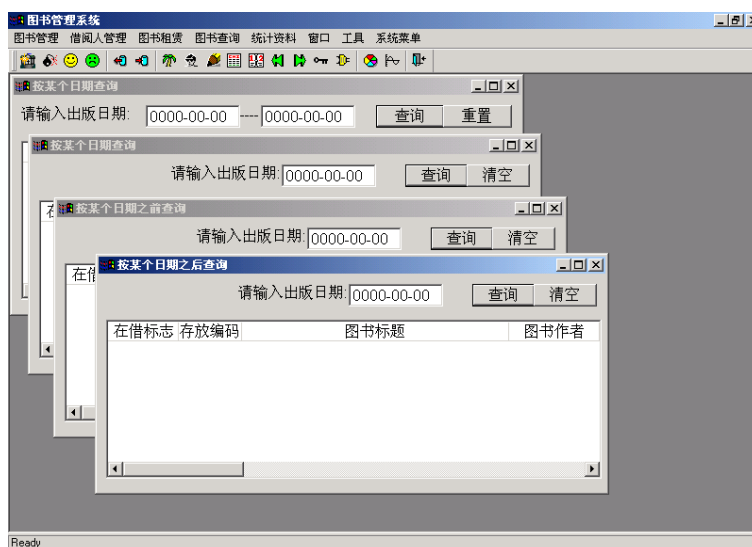 图书管理系统
图书管理 借阅人管理 图书租赁 图书查询 统计资料 窗口 工具 系统菜单
按某个日期查询
请输入出版日期: 0000-00-00 ---- 0000-00-00 查询 重置
按某个日期查询
请输入出版日期: 0000-00-00 查询 清空
在
按某个日期之前查询
请输入出版日期: 0000-00-00 查询 清空
在借
按某个日期之后查询
请输入出版日期: 0000-00-00 查询 清空
在借标志 存放编码 图书标题 图书作者
Ready